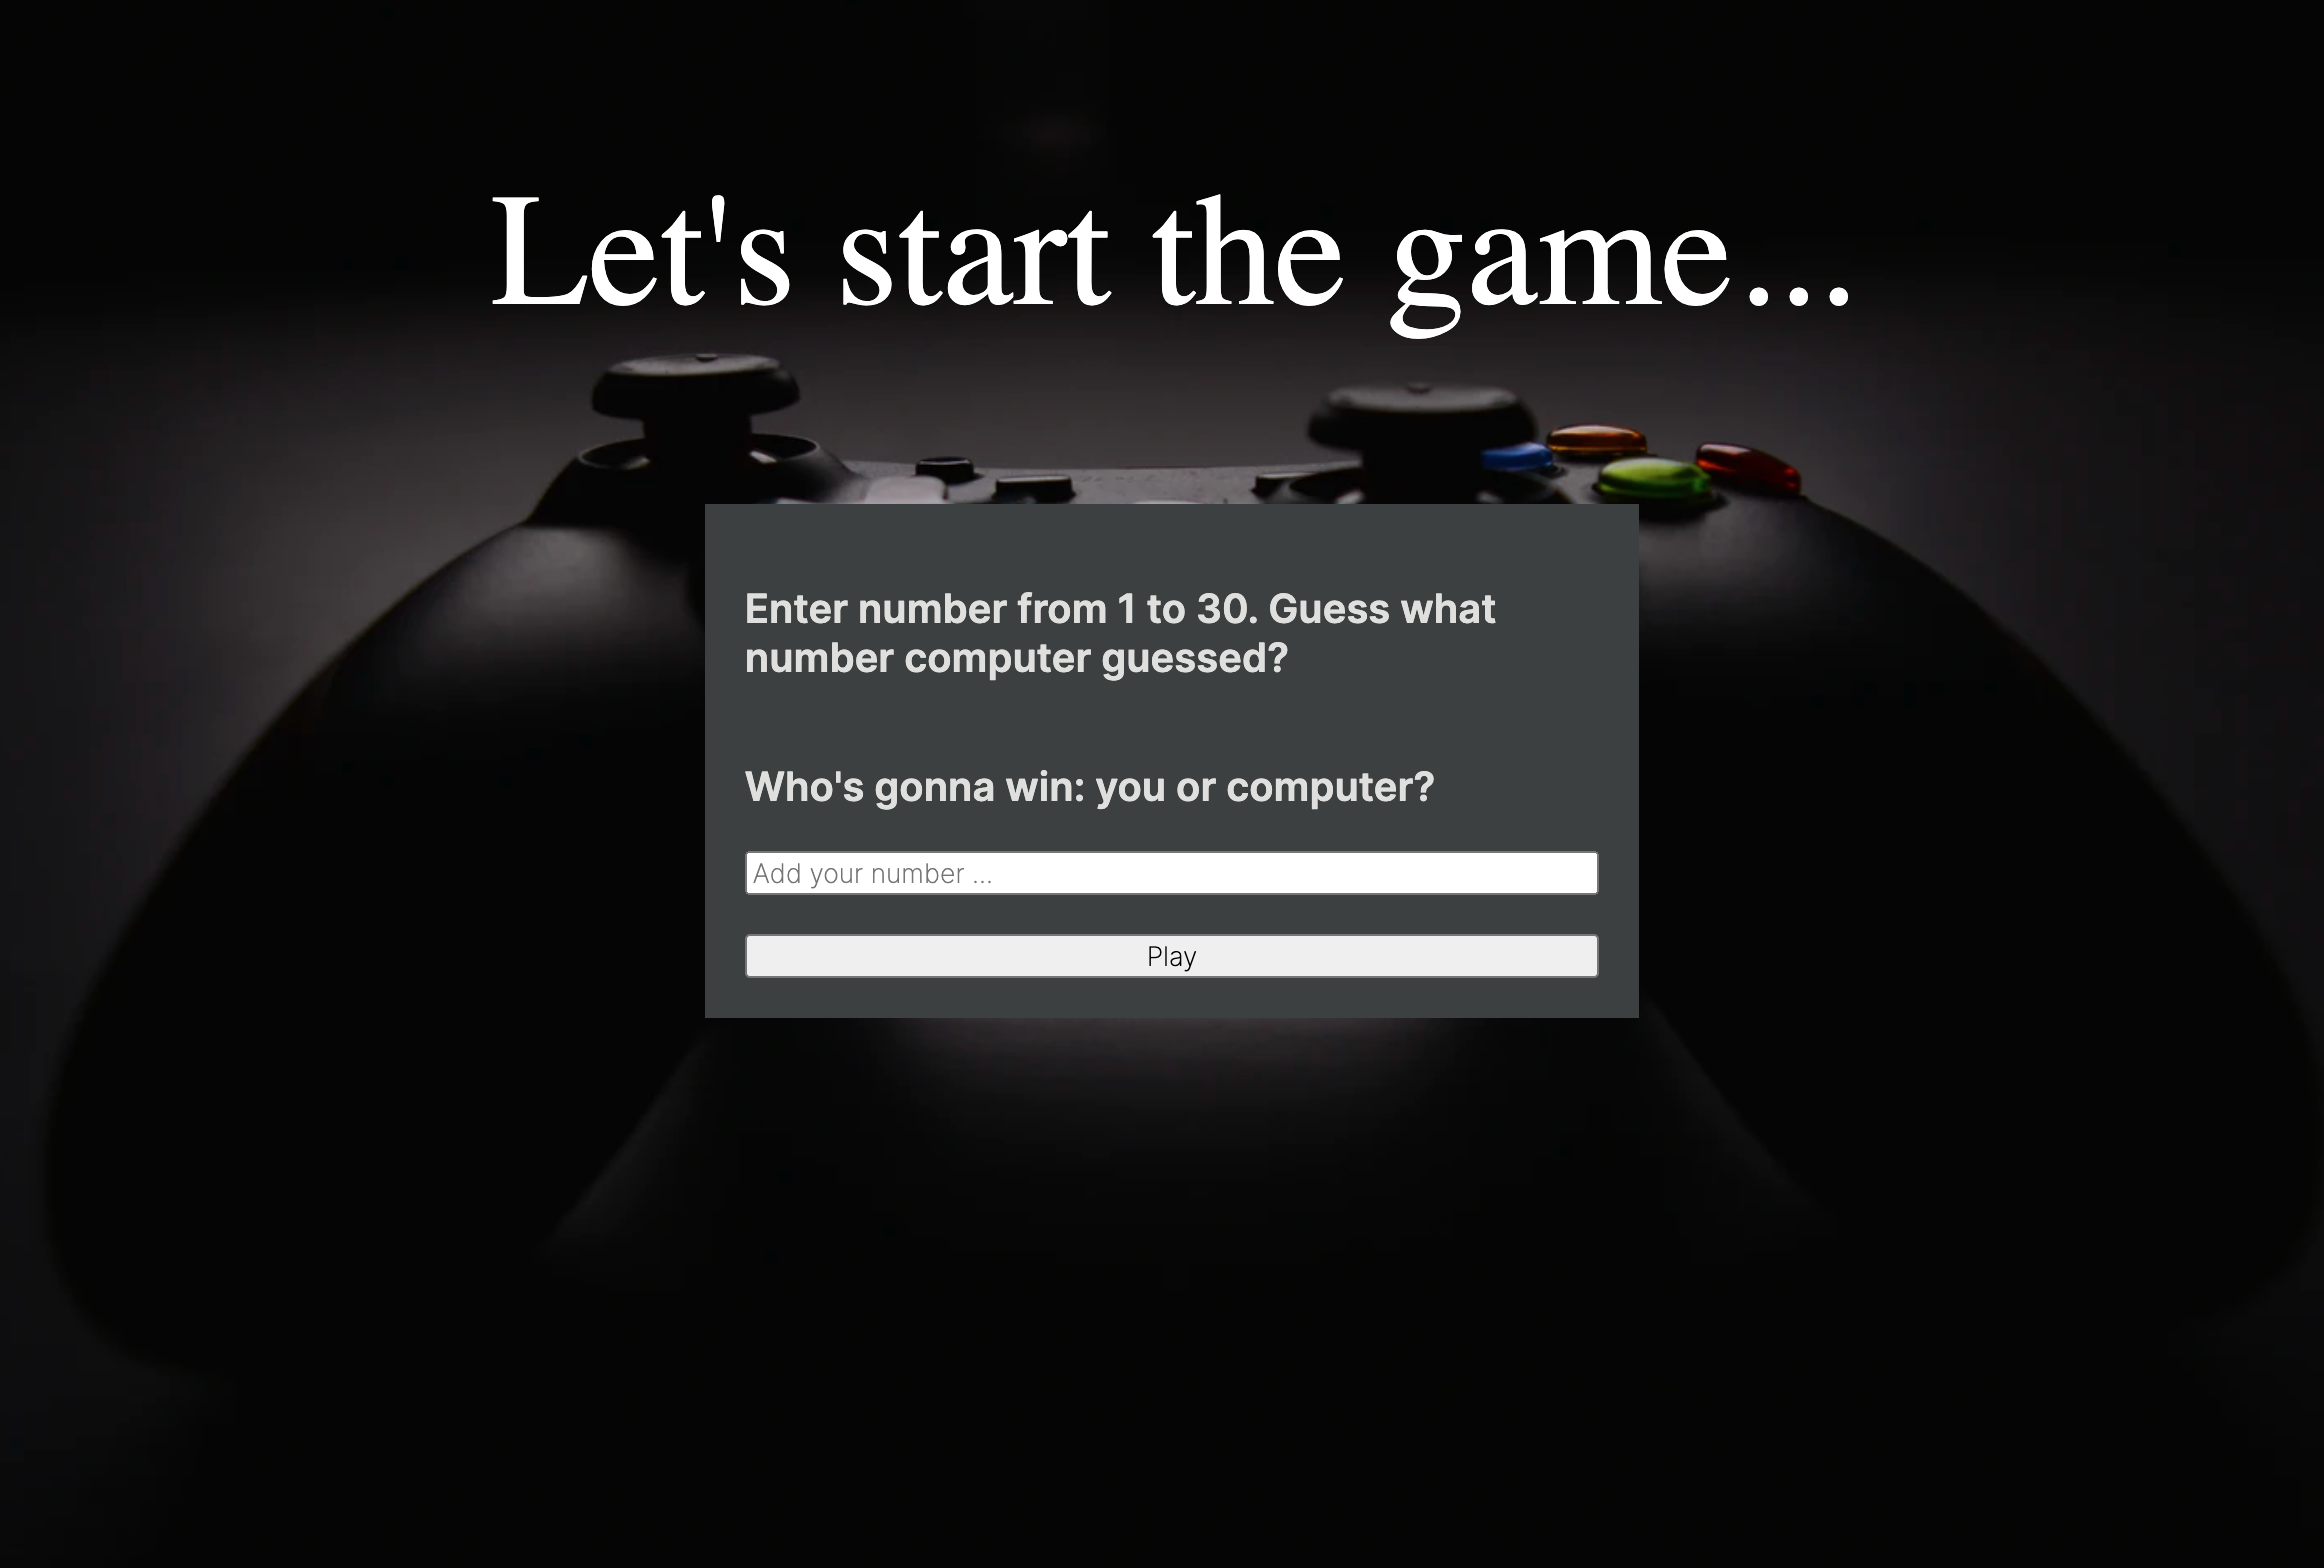 Let's start the game...
Enter number from 1 to 30. Guess what
number computer guessed?
Who's gonna win: you or computer?
Add your number ...
Play